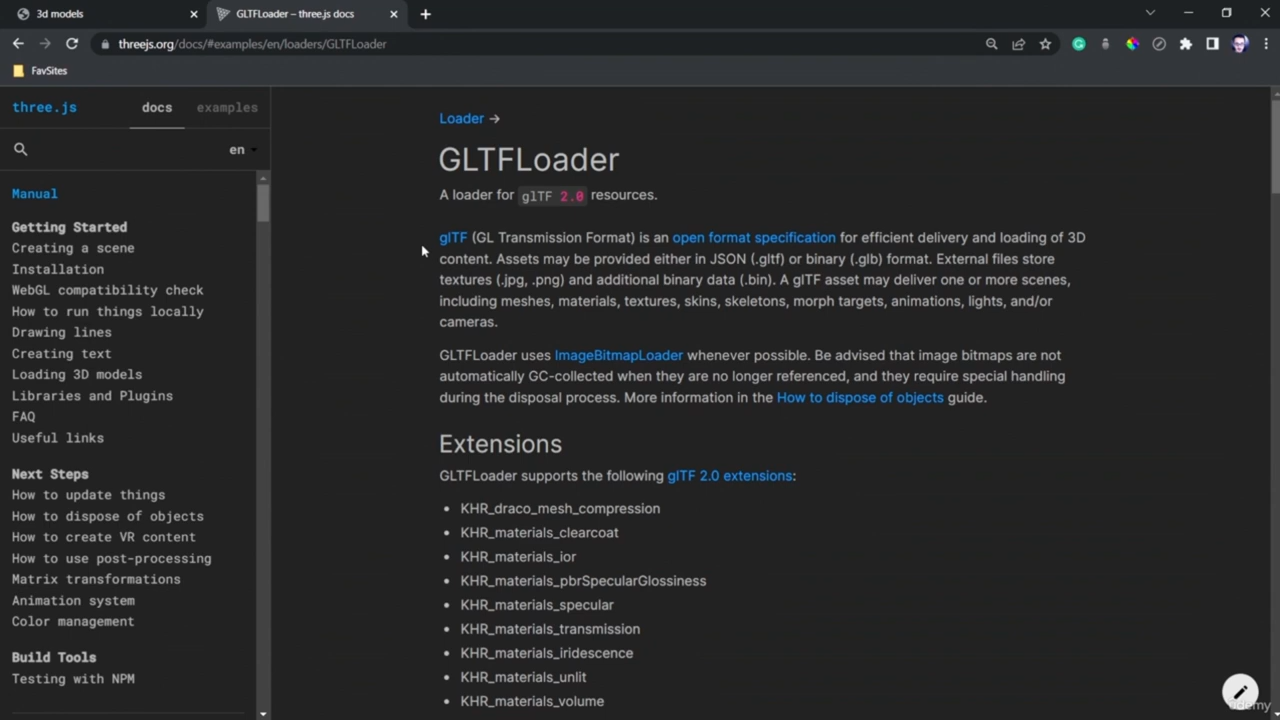 3d models
GLTFLoader – three.js docs
threejs.org/docs/#examples/en/loaders/GLTFLoader
FavSites
three.js
docs
examples
en
Manual
Getting Started
Creating a scene
Installation
WebGL compatibility check
How to run things locally
Drawing lines
Creating text
Loading 3D models
Libraries and Plugins
FAQ
Useful links
Next Steps
How to update things
How to dispose of objects
How to create VR content
How to use post-processing
Matrix transformations
Animation system
Color management
Build Tools
Testing with NPM
Loader →
GLTFLoader
A loader for glTF 2.0 resources.
glTF (GL Transmission Format) is an open format specification for efficient delivery and loading of 3D
content. Assets may be provided either in JSON (.gltf) or binary (.glb) format. External files store
textures (.jpg, .png) and additional binary data (.bin). A glTF asset may deliver one or more scenes,
including meshes, materials, textures, skins, skeletons, morph targets, animations, lights, and/or
cameras.
GLTFLoader uses ImageBitmapLoader whenever possible. Be advised that image bitmaps are not
automatically GC-collected when they are no longer referenced, and they require special handling
during the disposal process. More information in the How to dispose of objects guide.
Extensions
GLTFLoader supports the following glTF 2.0 extensions:
• KHR_draco_mesh_compression
• KHR_materials_clearcoat
• KHR_materials_ior
• KHR_materials_pbrSpecularGlossiness
• KHR_materials_specular
• KHR_materials_transmission
• KHR_materials_iridescence
• KHR_materials_unlit
• KHR_materials_volume
udemy